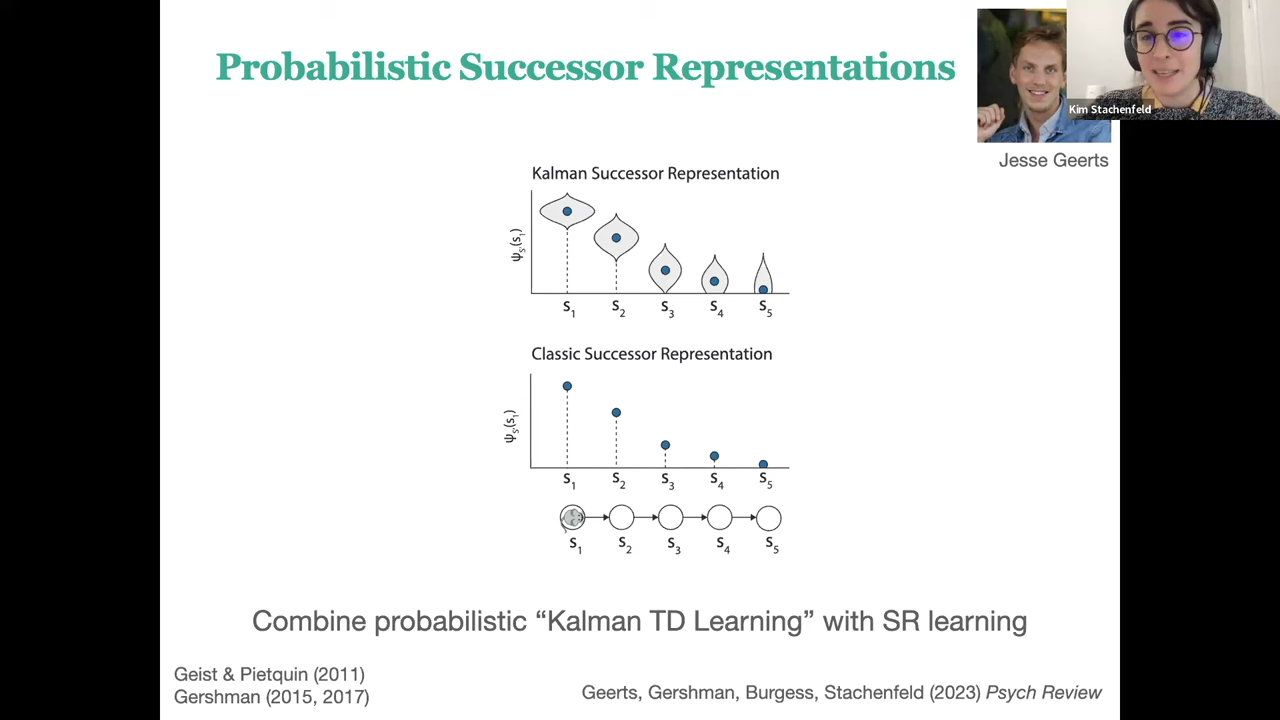 Probabilistic Successor Representations
Kim Stachenfeld
Jesse Geerts
Kalman Successor Representation
ψs'(s1)
S1 S2 S3 S4 S5
Classic Successor Representation
ψs'(s1)
S1 S2 S3 S4 S5
S1 S2 S3 S4 S5
Combine probabilistic “Kalman TD Learning” with SR learning
Geist & Pietquin (2011)
Gershman (2015, 2017)
Geerts, Gershman, Burgess, Stachenfeld (2023) Psych Review